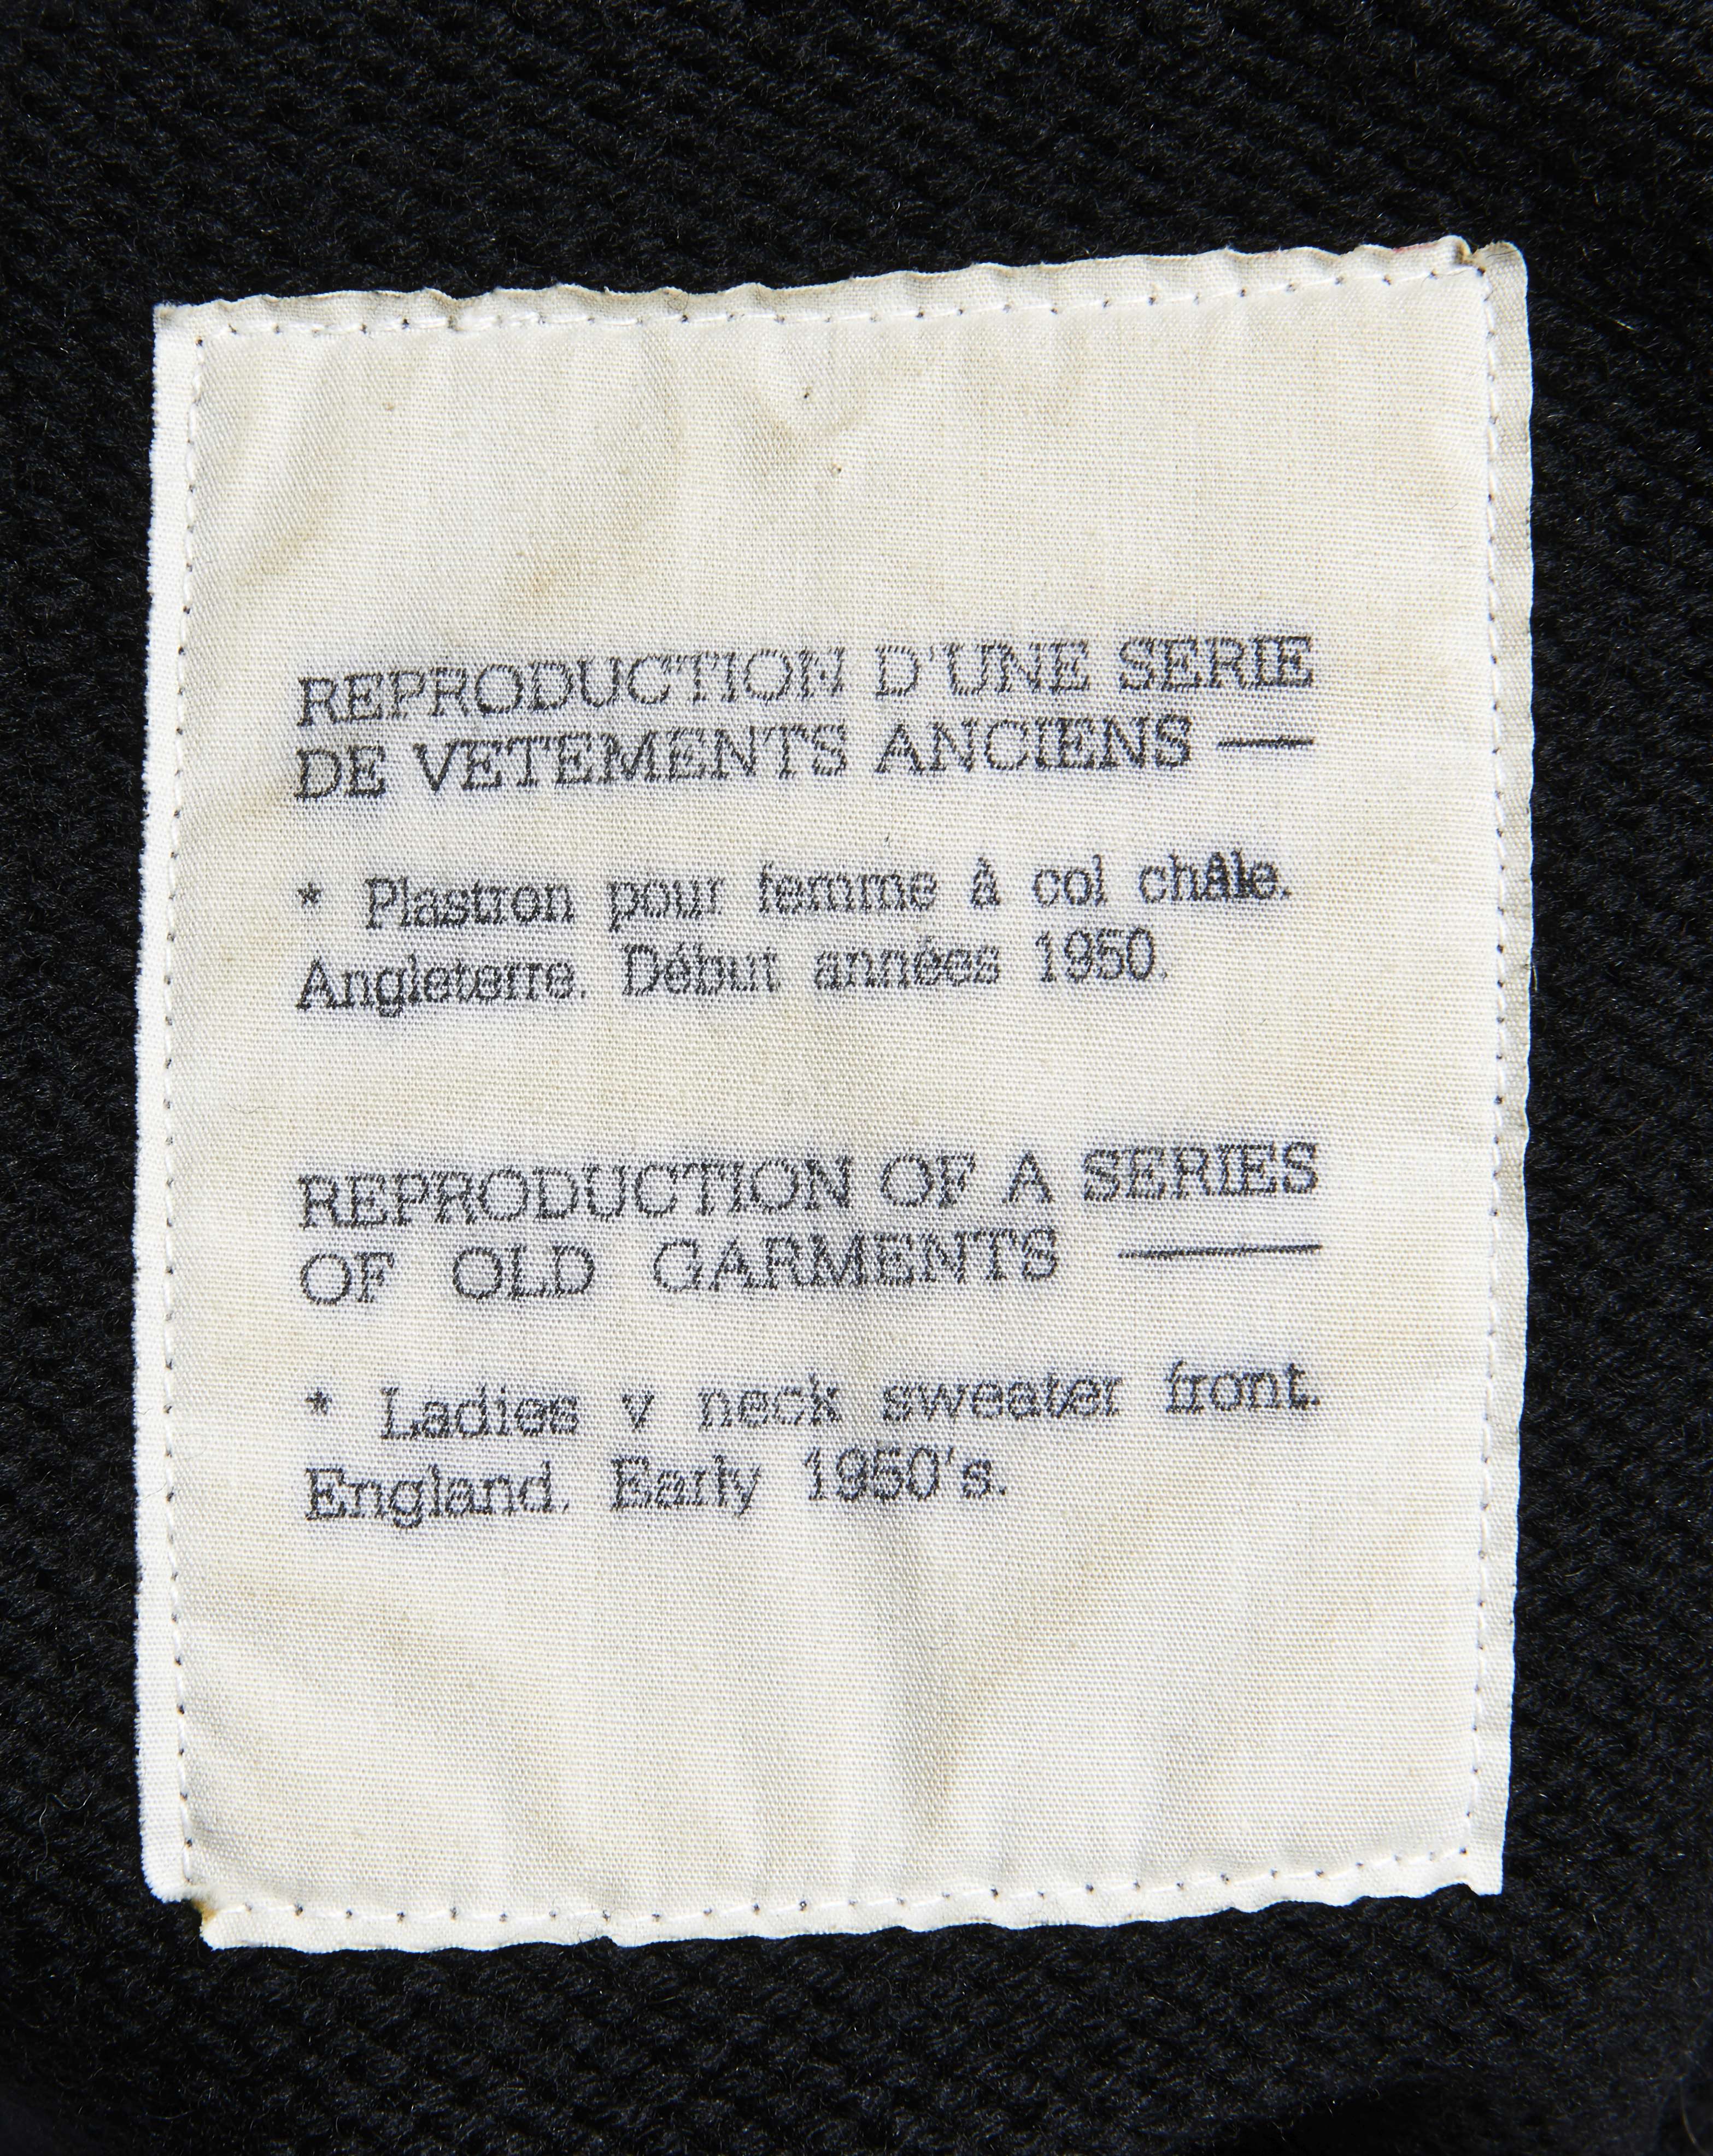 REPRODUCTION D'UNE SERIE
DE VETEMENTS ANCIENS —
* Plastron pour femme à col châle.
Angleterre. Début années 1950.
REPRODUCTION OF A SERIES
OF OLD GARMENTS —
* Ladies v neck sweater front.
England. Early 1950's.